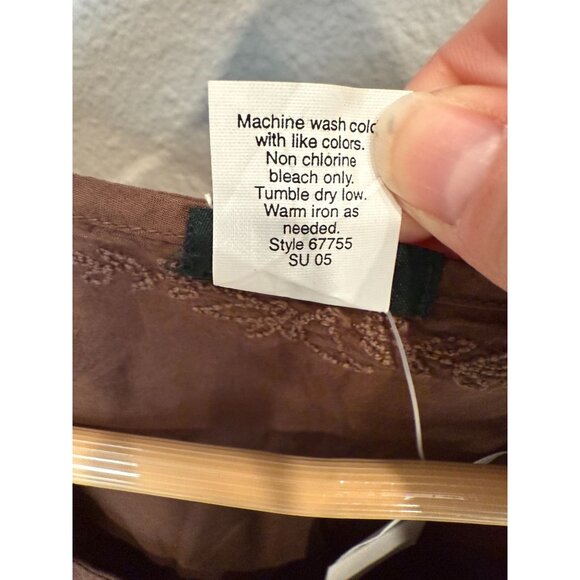 Machine wash cold
with like colors.
Non chlorine
bleach only.
Tumble dry low.
Warm iron as
needed.
Style 67755
SU 05